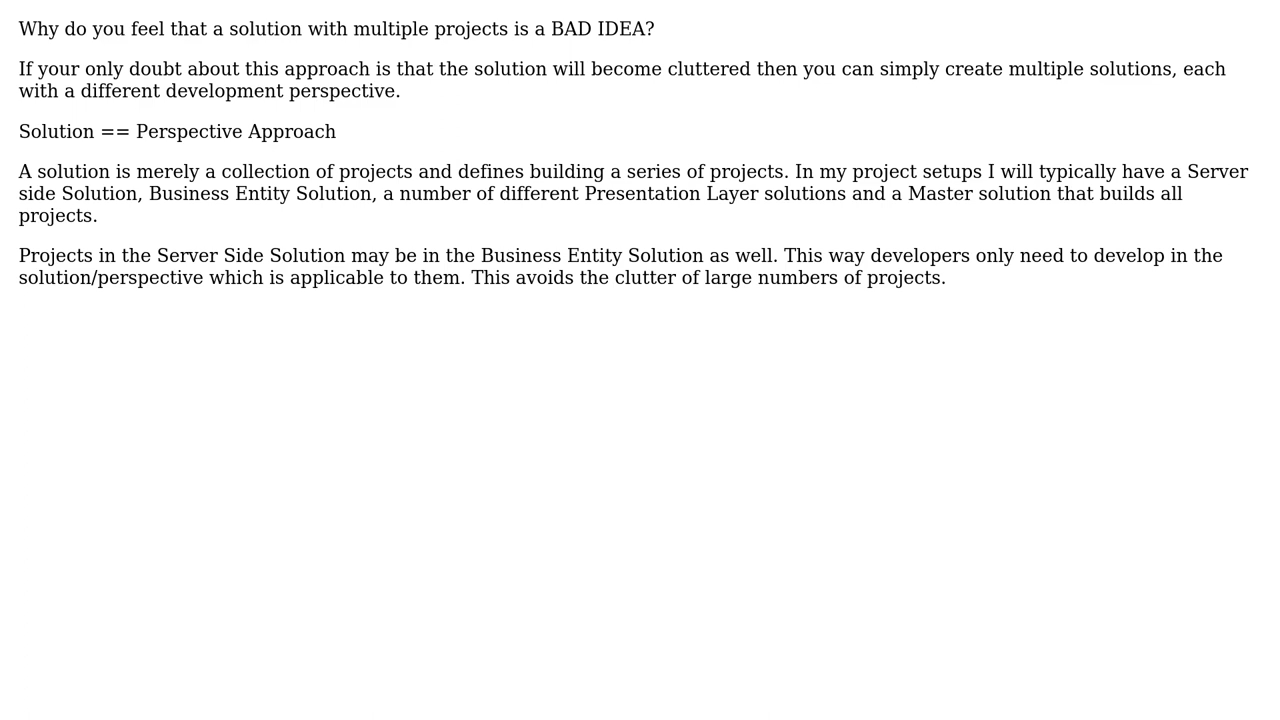 Why do you feel that a solution with multiple projects is a BAD IDEA?
If your only doubt about this approach is that the solution will become cluttered then you can simply create multiple solutions, each
with a different development perspective.
Solution == Perspective Approach
A solution is merely a collection of projects and defines building a series of projects. In my project setups I will typically have a Server
side Solution, Business Entity Solution, a number of different Presentation Layer solutions and a Master solution that builds all
projects.
Projects in the Server Side Solution may be in the Business Entity Solution as well. This way developers only need to develop in the
solution/perspective which is applicable to them. This avoids the clutter of large numbers of projects.